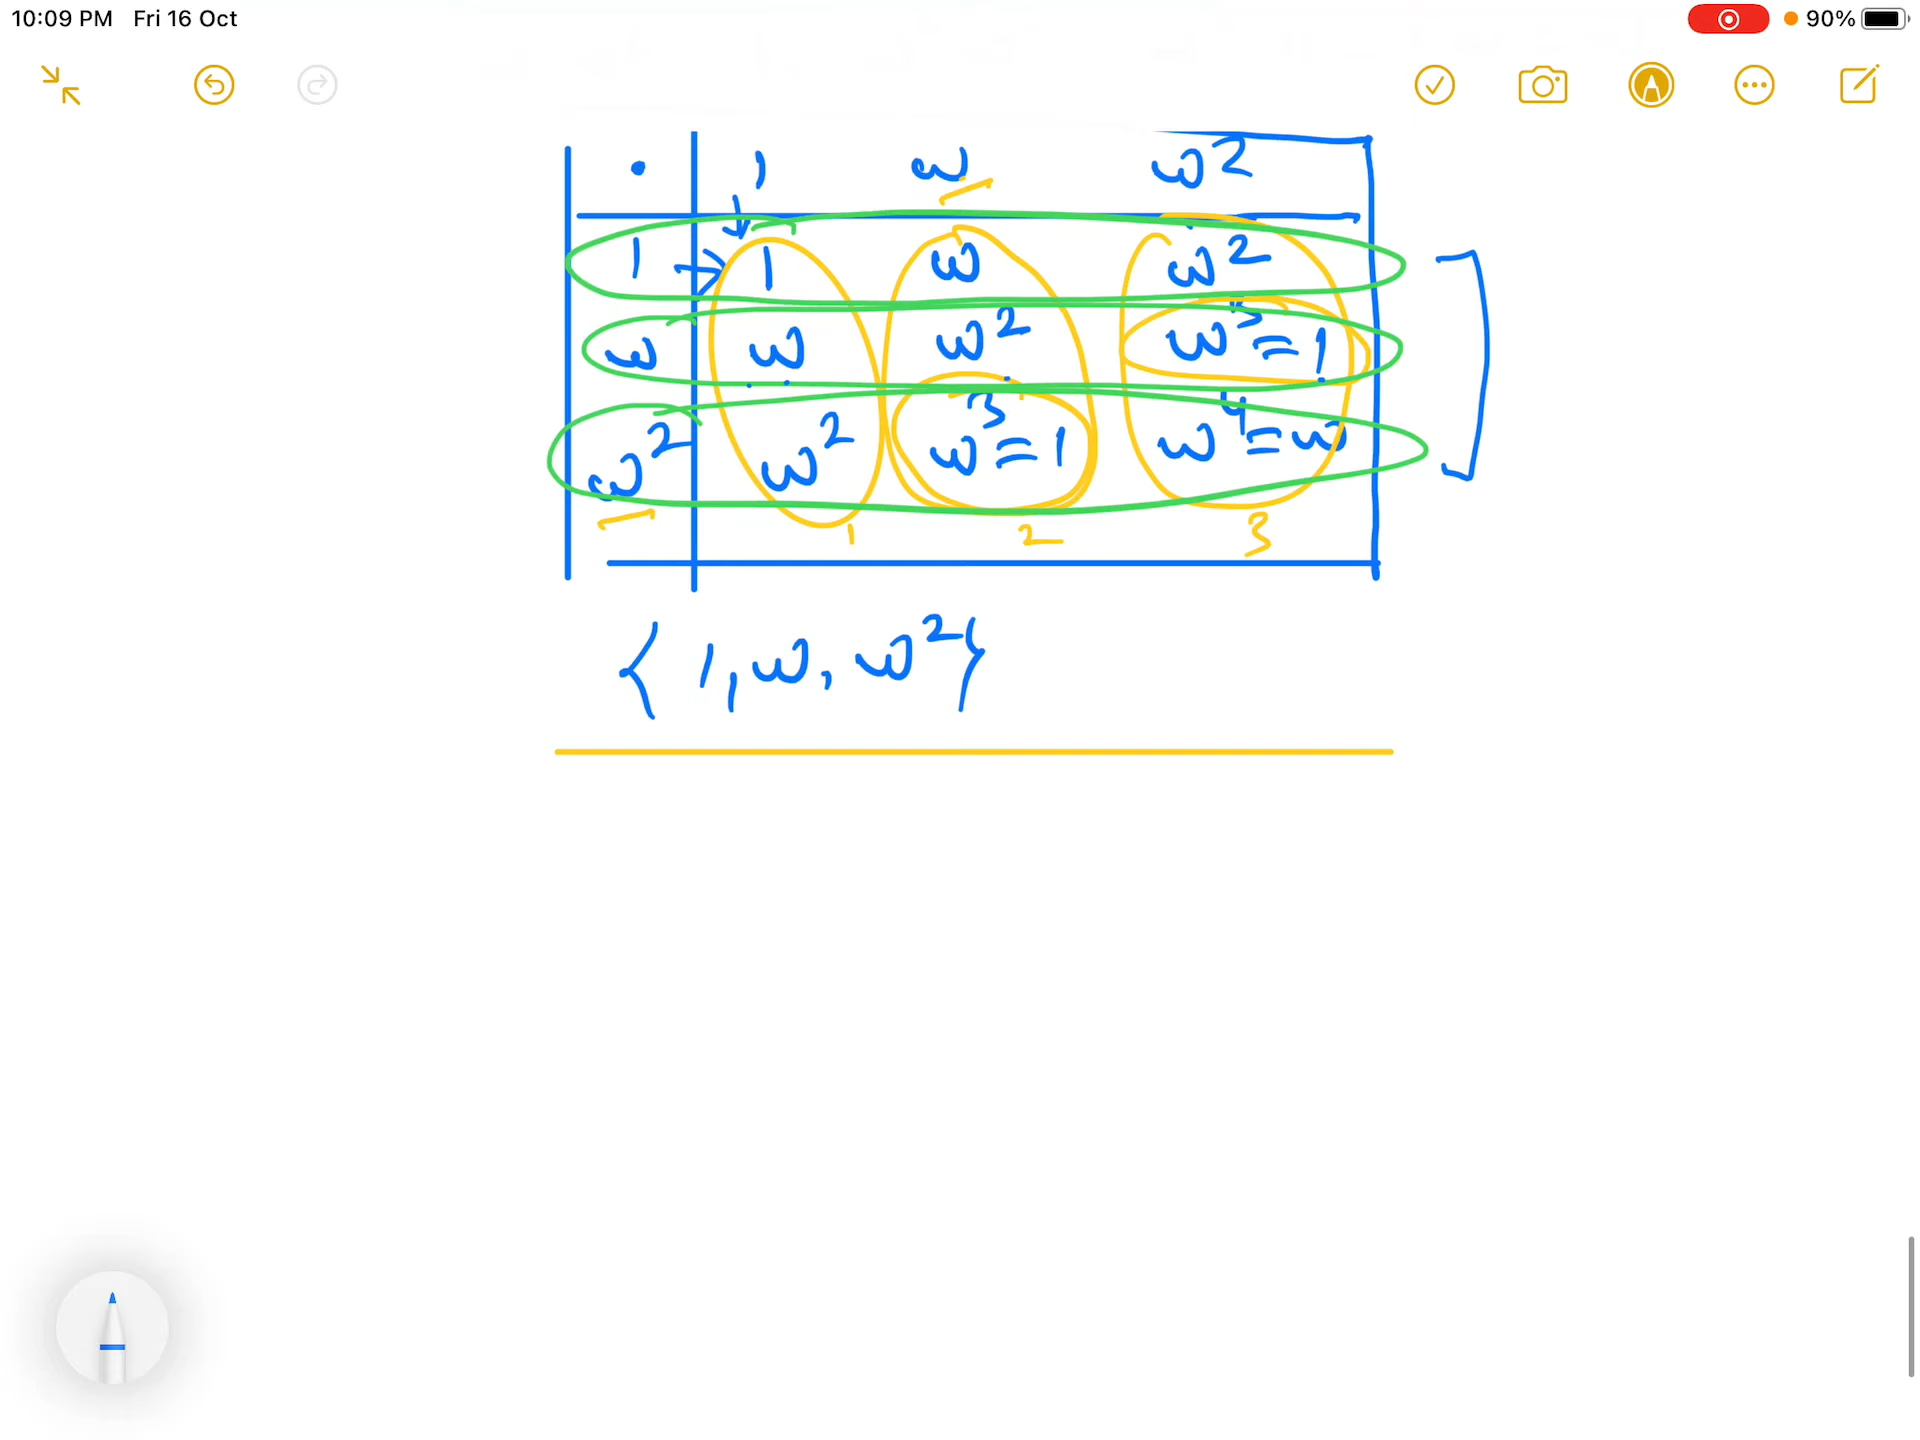 10:09 PM Fri 16 Oct 90%
· 1 ω ω²
1 1 ω ω²
ω ω ω² ω³=1
ω² ω² ω³=1 ω⁴=ω
1 2 3
{1, ω, ω²}